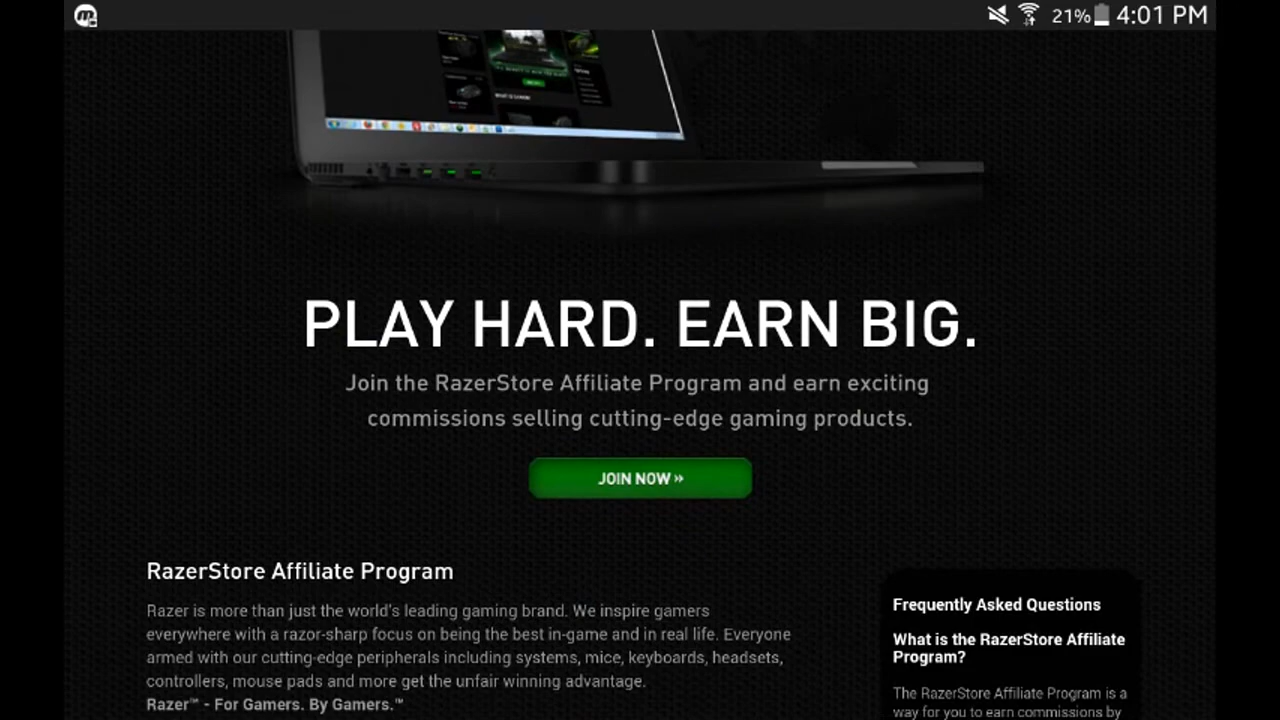 21% 4:01 PM
PLAY HARD. EARN BIG.
Join the RazerStore Affiliate Program and earn exciting
commissions selling cutting-edge gaming products.
JOIN NOW »
RazerStore Affiliate Program
Razer is more than just the world's leading gaming brand. We inspire gamers
everywhere with a razor-sharp focus on being the best in-game and in real life. Everyone
armed with our cutting-edge peripherals including systems, mice, keyboards, headsets,
controllers, mouse pads and more get the unfair winning advantage.
Razer™ - For Gamers. By Gamers.™
Frequently Asked Questions
What is the RazerStore Affiliate
Program?
The RazerStore Affiliate Program is a
way for you to earn commissions by